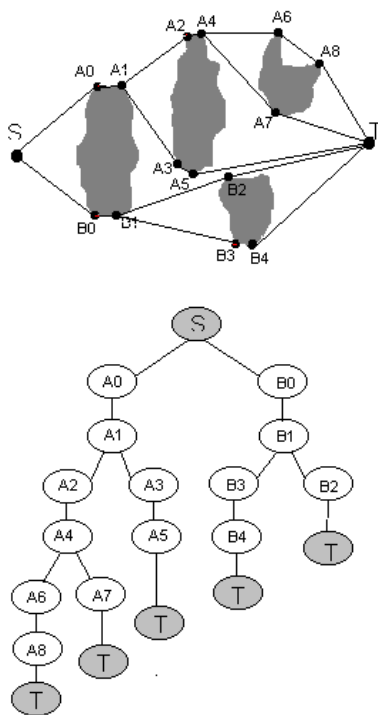 A2 A4 A6
A0 A1 A8
S A7 T
A3
A5 B2
B0 B1
B3 B4
S
A0 B0
A1 B1
A2 A3 B3 B2
A4 A5 B4 T
A6 A7 T T
A8 T
T